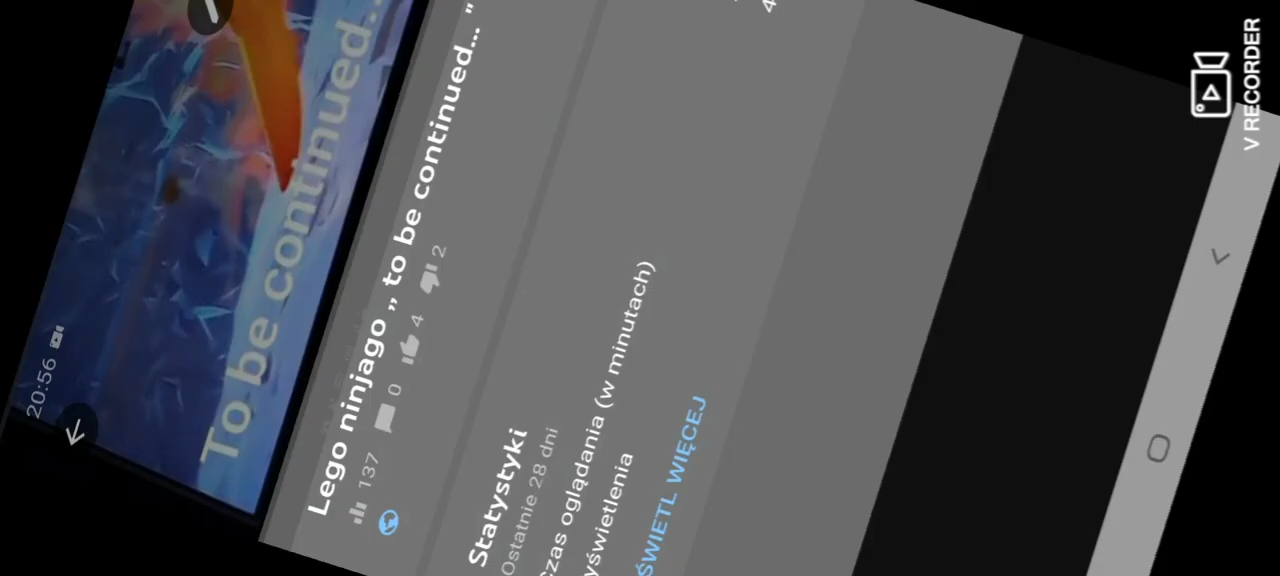 20:56
To be continued...
Lego ninjago ,, to be continued... "
137 0 4 2
Statystyki
Ostatnie 28 dni
Czas oglądania (w minutach)
4
yświetlenia
ŚWIETL WIĘCEJ
V RECORDER